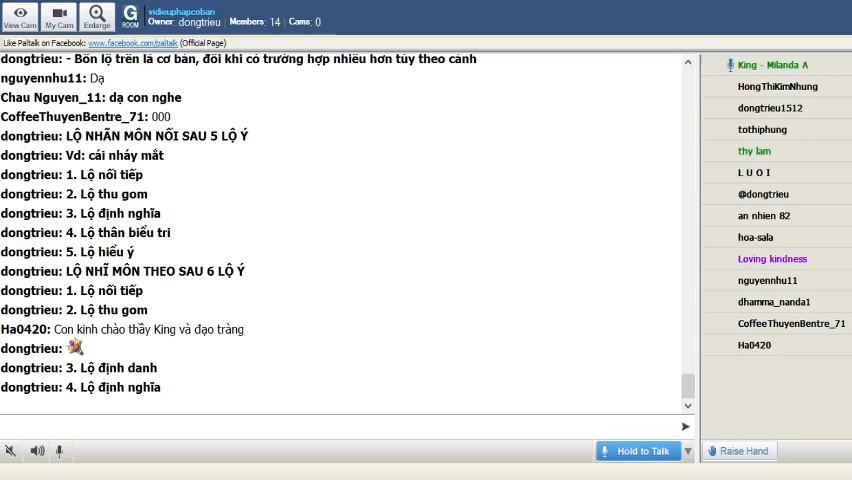 View Cam
My Cam
Enlarge
G
ROOM
vidieuphapcoban
Owner: dongtrieu Members: 14 Cams: 0
Like Paltalk on Facebook: www.facebook.com/paltalk (Official Page)
dongtrieu: - Bốn lộ trên là cơ bản, đôi khi có trường hợp nhiều hơn tùy theo cảnh
nguyennhu11: Dạ
Chau Nguyen_11: dạ con nghe
CoffeeThuyenBentre_71: 000
dongtrieu: LỘ NHÃN MÔN NỐI SAU 5 LỘ Ý
dongtrieu: Vd: cái nháy mắt
dongtrieu: 1. Lộ nối tiếp
dongtrieu: 2. Lộ thu gom
dongtrieu: 3. Lộ định nghĩa
dongtrieu: 4. Lộ thân biểu tri
dongtrieu: 5. Lộ hiểu ý
dongtrieu: LỘ NHĨ MÔN THEO SAU 6 LỘ Ý
dongtrieu: 1. Lộ nối tiếp
dongtrieu: 2. Lộ thu gom
Ha0420: Con kinh chào thầy King và đạo tràng
dongtrieu:
dongtrieu: 3. Lộ định danh
dongtrieu: 4. Lộ định nghĩa
King - Milanda A
HongThiKimNhung
dongtrieu1512
tothiphung
thy lam
L U O I
@dongtrieu
an nhien 82
hoa-sala
Loving kindness
nguyennhu11
dhamma_nanda1
CoffeeThuyenBentre_71
Ha0420
Hold to Talk
Raise Hand